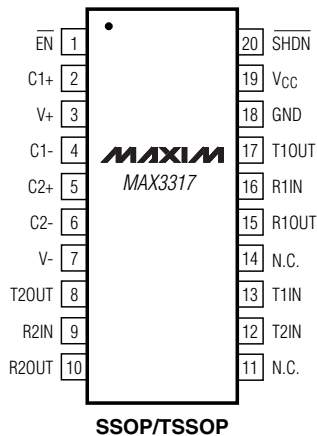 EN 1
C1+ 2
V+ 3
C1- 4
C2+ 5
C2- 6
V- 7
T2OUT 8
R2IN 9
R2OUT 10
MAXIM
MAX3317
20 SHDN
19 VCC
18 GND
17 T1OUT
16 R1IN
15 R1OUT
14 N.C.
13 T1IN
12 T2IN
11 N.C.
SSOP/TSSOP